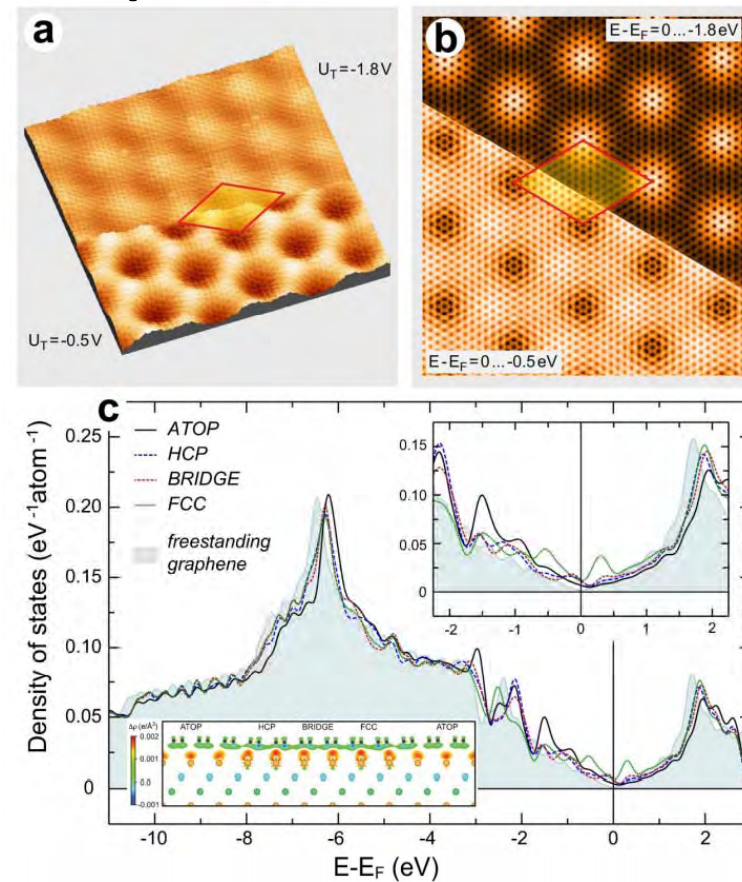 a
U_T=-1.8V
U_T=-0.5V
b
E-E_F=0...-1.8eV
E-E_F=0...-0.5eV
c
ATOP
HCP
BRIDGE
FCC
freestanding
graphene
Density of states (eV⁻¹atom⁻¹)
0.25
0.20
0.15
0.10
0.05
0
0.15
0.10
0.05
0
-2 -1 0 1 2
Δρ (e/Å³)
0.002
0.001
0.0
-0.001
ATOP HCP BRIDGE FCC ATOP
-10 -8 -6 -4 -2 0 2
E-E_F (eV)